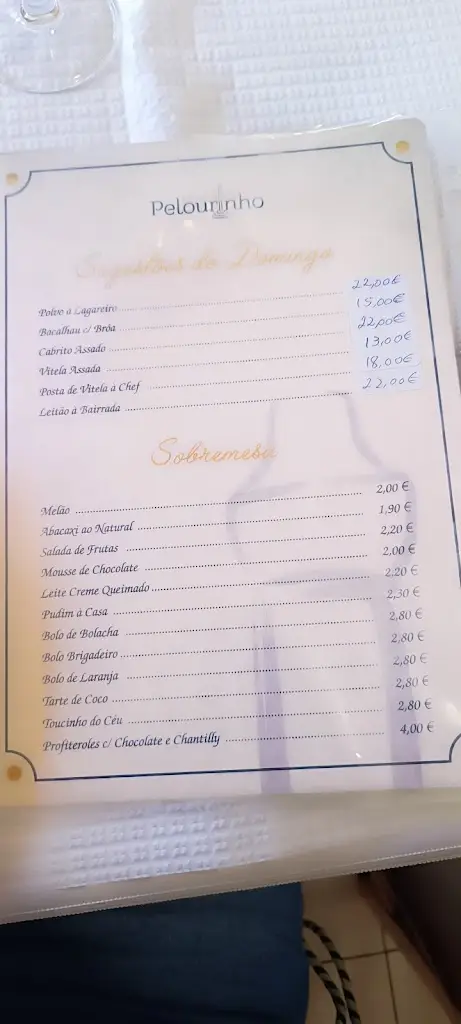 Pelourinho
Sugestões de Domingo
Polvo à Lagareiro 22,00€
Bacalhau c/ Brôa 15,00€
Cabrito Assado 22,00€
Vitela Assada 13,00€
Posta de Vitela à Chef 18,00€
Leitão à Bairrada 22,00€
Sobremesa
Melão 2,00 €
Abacaxi ao Natural 1,90 €
Salada de Frutas 2,20 €
Mousse de Chocolate 2,00 €
Leite Creme Queimado 2,20 €
Pudim à Casa 2,30 €
Bolo de Bolacha 2,80 €
Bolo Brigadeiro 2,80 €
Bolo de Laranja 2,80 €
Tarte de Coco 2,80 €
Toucinho do Céu 2,80 €
Profiteroles c/ Chocolate e Chantilly 4,00 €